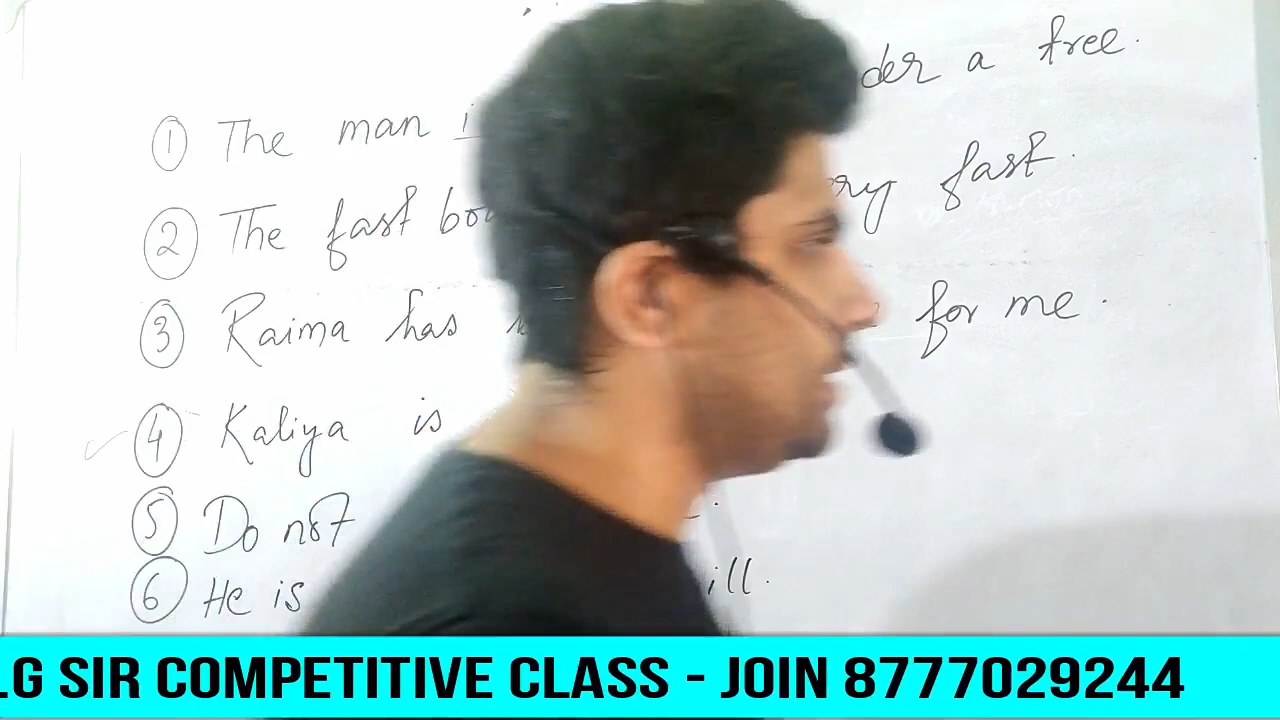 ① The man der a tree.
② The fast ry fast.
③ Raima has for me.
④ Kaliya is
⑤ Do not
⑥ He is ill.
LG SIR COMPETITIVE CLASS - JOIN 8777029244